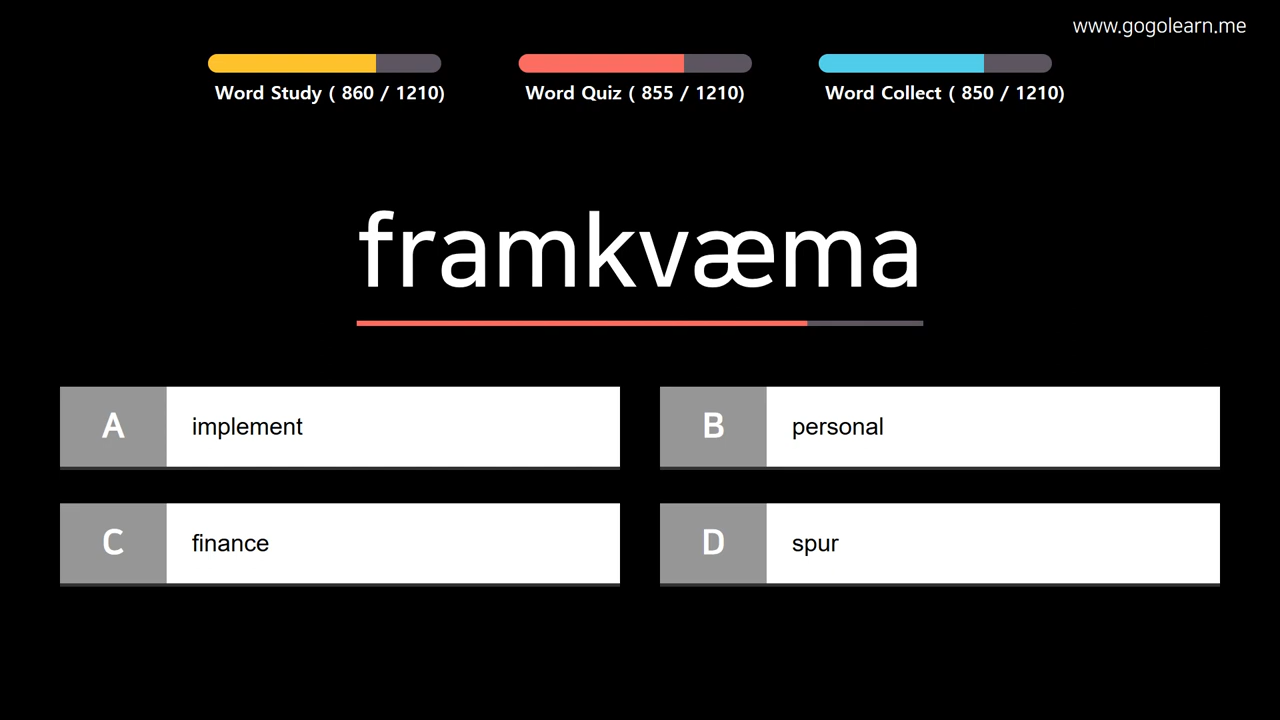 www.gogolearn.me
Word Study ( 860 / 1210)
Word Quiz ( 855 / 1210)
Word Collect ( 850 / 1210)
framkvæma
A implement
B personal
C finance
D spur